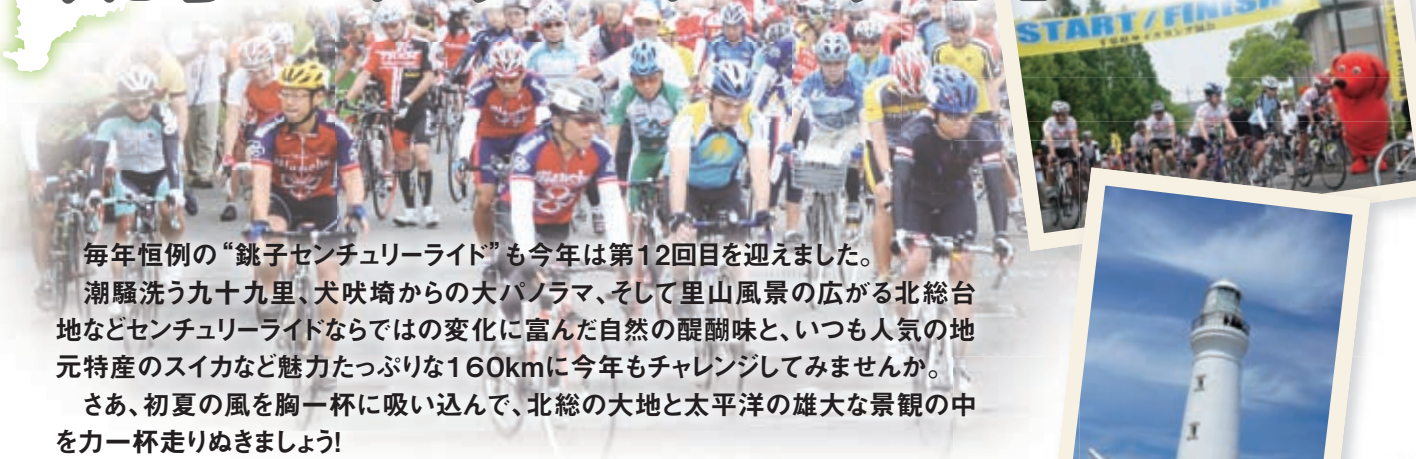 START/FINISH
毎年恒例の“銚子センチュリーライド”も今年は第12回目を迎えました。
潮騒洗う九十九里、犬吠埼からの大パノラマ、そして里山風景の広がる北総台
地などセンチュリーライドならではの変化に富んだ自然の醍醐味と、いつも人気の地
元特産のスイカなど魅力たっぷりな160kmに今年もチャレンジしてみませんか。
さあ、初夏の風を胸一杯に吸い込んで、北総の大地と太平洋の雄大な景観の中
を力一杯走りぬきましょう!